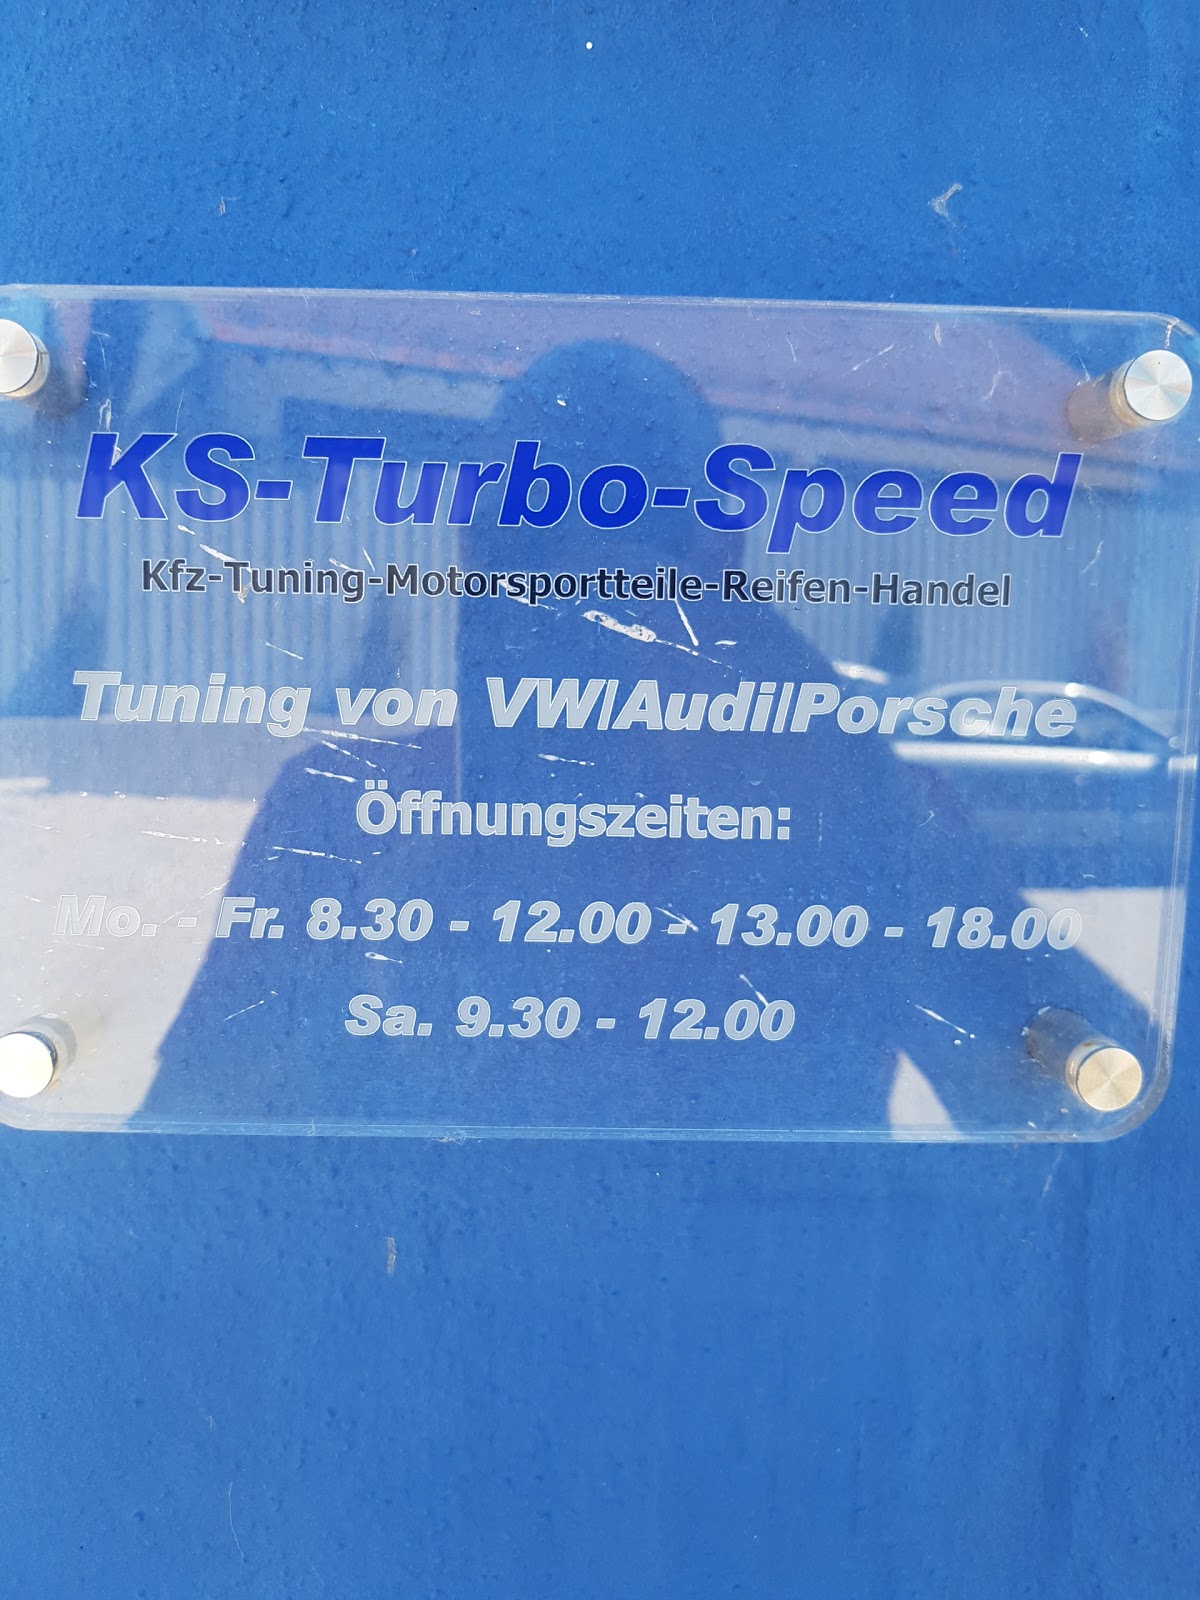 KS-Turbo-Speed
Kfz-Tuning-Motorsportteile-Reifen-Handel
Tuning von VW/Audi/Porsche
Öffnungszeiten:
Mo. - Fr. 8.30 - 12.00 - 13.00 - 18.00
Sa. 9.30 - 12.00